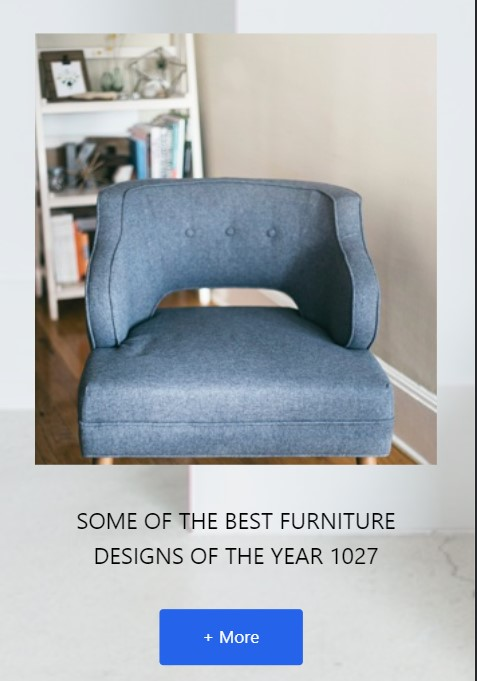 SOME OF THE BEST FURNITURE
DESIGNS OF THE YEAR 1027
+ More